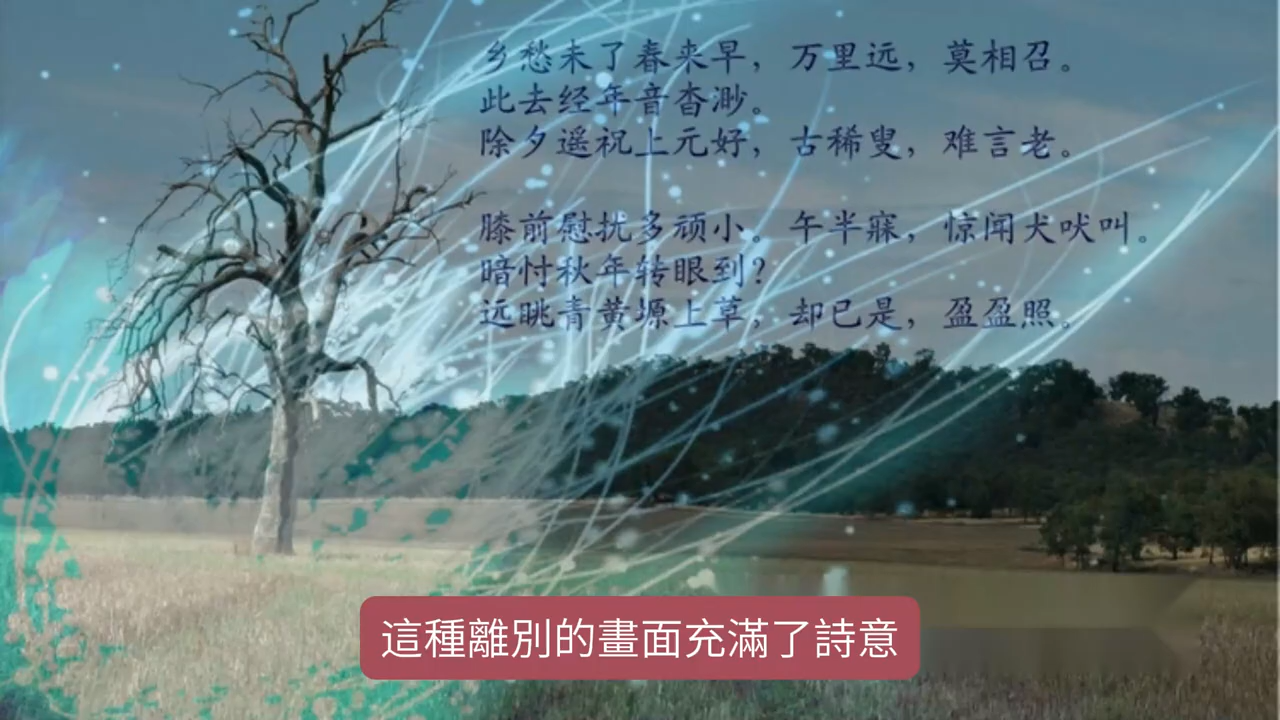 乡愁未了春来早，万里远，莫相召。
此去经年音杳渺。
除夕遥祝上元好，古稀叟，难言老。
膝前慰扰多顽小。午半寐，惊闻犬吠叫。
暗忖秋年转眼到？
远眺青黄塬上草，却已是，盈盈照。
這種離別的畫面充滿了詩意